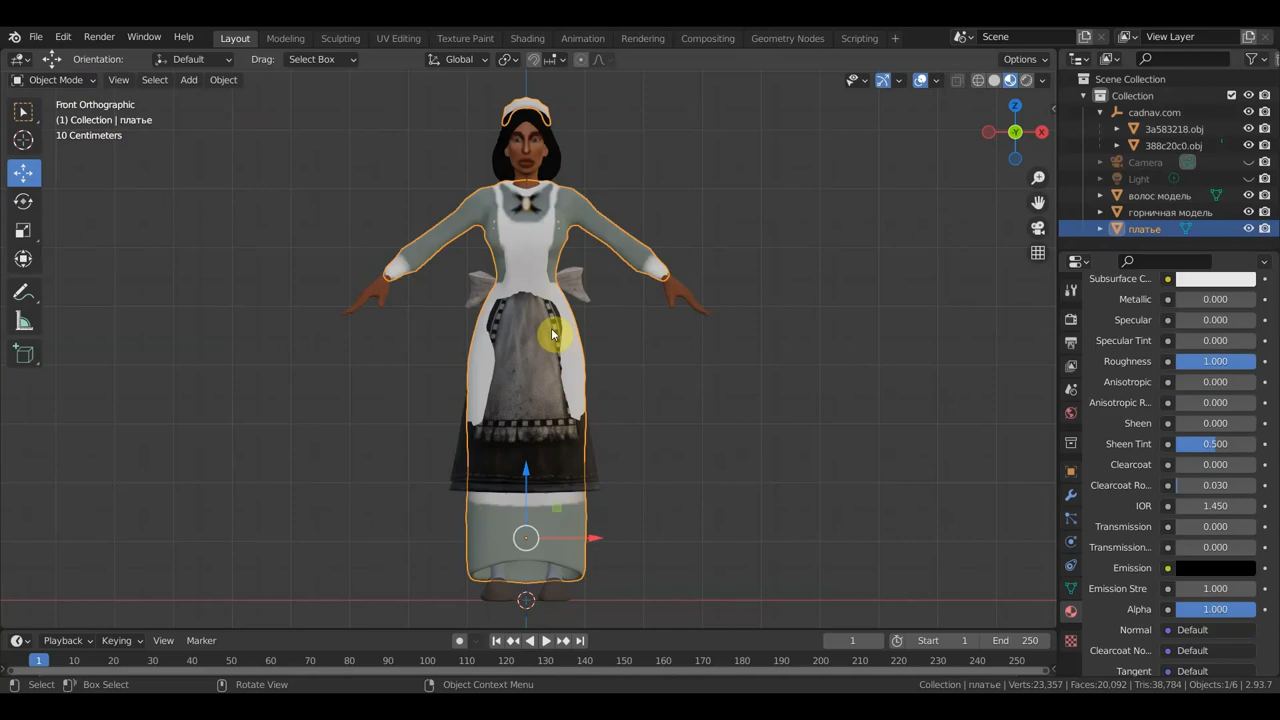 File Edit Render Window Help Layout Modeling Sculpting UV Editing Texture Paint Shading Animation Rendering Compositing Geometry Nodes Scripting + Scene View Layer
Orientation: Default Drag: Select Box Global Options
Object Mode View Select Add Object
Front Orthographic
(1) Collection | платье
10 Centimeters
Z
X
-Y
Scene Collection
Collection
cadnav.com
3a583218.obj
388c20c0.obj
Camera
Light
волос модель
горничная модель
платье
Subsurface C...
Metallic 0.000
Specular 0.000
Specular Tint 0.000
Roughness 1.000
Anisotropic 0.000
Anisotropic R... 0.000
Sheen 0.000
Sheen Tint 0.500
Clearcoat 0.000
Clearcoat Ro... 0.030
IOR 1.450
Transmission 0.000
Transmission... 0.000
Emission
Emission Stre 1.000
Alpha 1.000
Normal Default
Clearcoat No... Default
Tangent Default
Playback Keying View Marker 1 Start 1 End 250
1 10 20 30 40 50 60 70 80 90 100 110 120 130 140 150 160 170 180 190 200 210 220 230 240 250
Select Box Select Rotate View Object Context Menu Collection | платье | Verts:23,357 | Faces:20,092 | Tris:38,784 | Objects:1/6 | 2.93.7